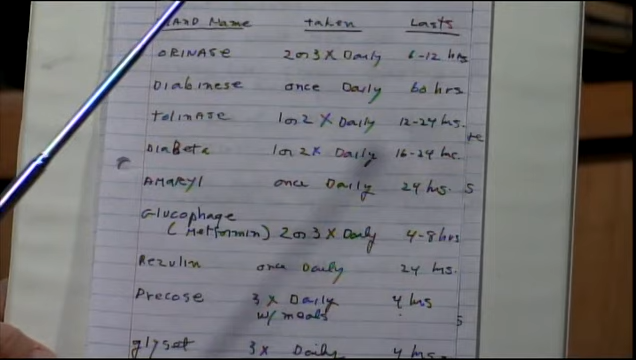 Name taken Lasts
ORINASE 2 or 3 X Daily 6-12 hrs
Diabinese once Daily 60 hrs
TOLINASE 1 or 2 X Daily 12-24 hrs.
DiaBeta 1 or 2 X Daily 16-24 hrs.
AMARYL once Daily 24 hrs.
Glucophage
(Metformin) 2 or 3 X Daily 4-8 hrs
Rezulin once Daily 24 hrs.
Precose 3 X Daily 4 hrs
w/ meals
glyset 3 X Daily 4 hrs